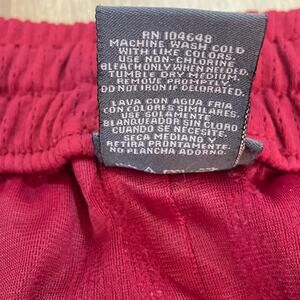 RN 104648
MACHINE WASH COLD
WITH LIKE COLORS.
USE NON-CHLORINE
BLEACH ONLY WHEN NEEDED.
TUMBLE DRY MEDIUM.
REMOVE PROMPTLY.
DO NOT IRON IF DECORATED.
LAVA CON AGUA FRIA
CON COLORES SIMILARES.
USE SOLAMENTE
BLANQUEADOR SIN CLORO
CUANDO SE NECESITE.
SECA MEDIANO Y
RETIRA PRONTAMENTE.
NO PLANCHA ADORNO.